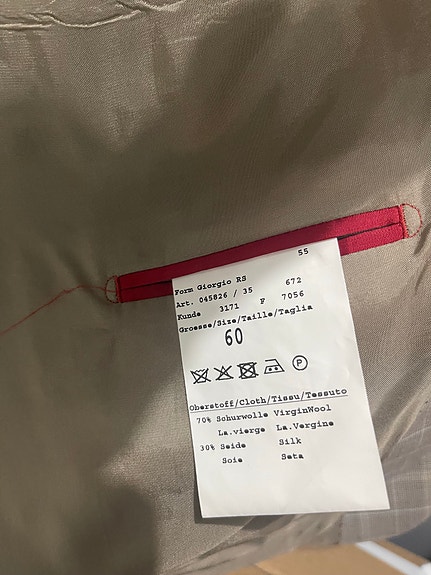 55
Form Giorgio RS
Art. 045826 / 35 672
Kunde 3171 F 7056
Groesse/Size/Taille/Taglia
60
P
Oberstoff/Cloth/Tissu/Tessuto
70% Schurwolle VirginWool
La.vierge La.Vergine
30% Seide Silk
Soie Seta